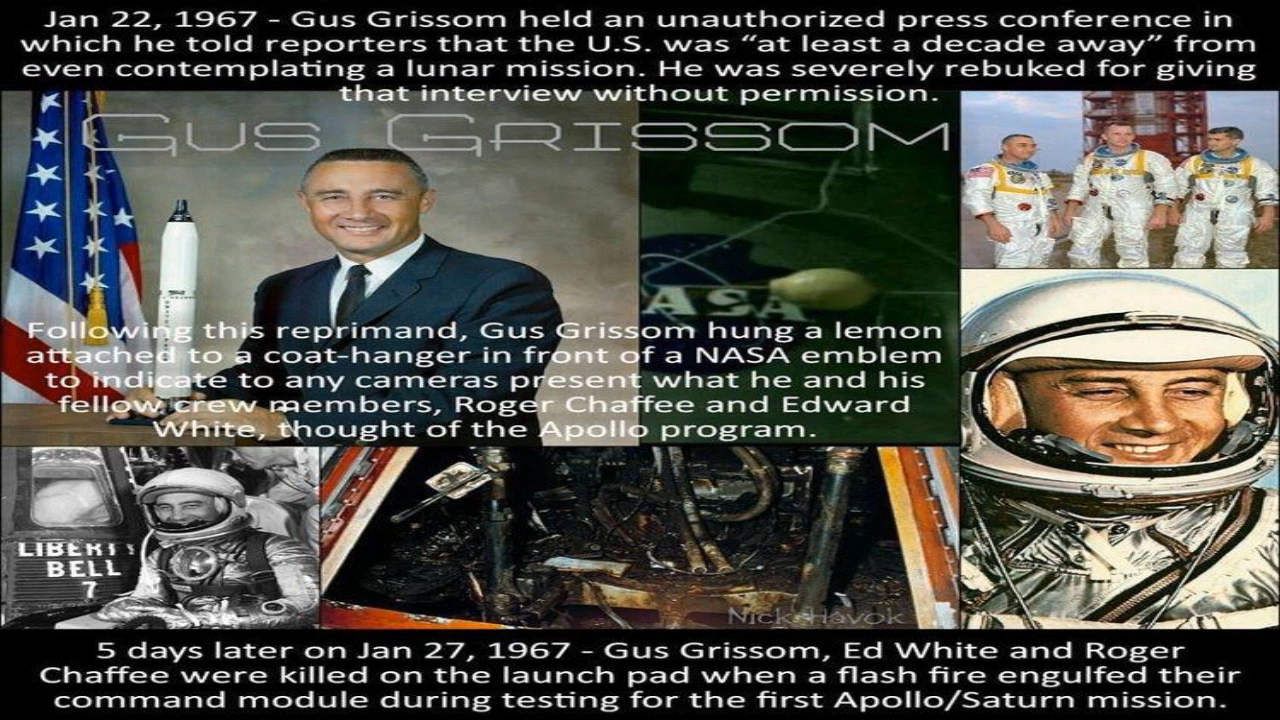 Jan 22, 1967 - Gus Grissom held an unauthorized press conference in
which he told reporters that the U.S. was “at least a decade away” from
even contemplating a lunar mission. He was severely rebuked for giving
that interview without permission.
GUS GRISSOM
NASA
Following this reprimand, Gus Grissom hung a lemon
attached to a coat-hanger in front of a NASA emblem
to indicate to any cameras present what he and his
fellow crew members, Roger Chaffee and Edward
White, thought of the Apollo program.
LIBERTY
BELL
7
Nick Havok
5 days later on Jan 27, 1967 - Gus Grissom, Ed White and Roger
Chaffee were killed on the launch pad when a flash fire engulfed their
command module during testing for the first Apollo/Saturn mission.